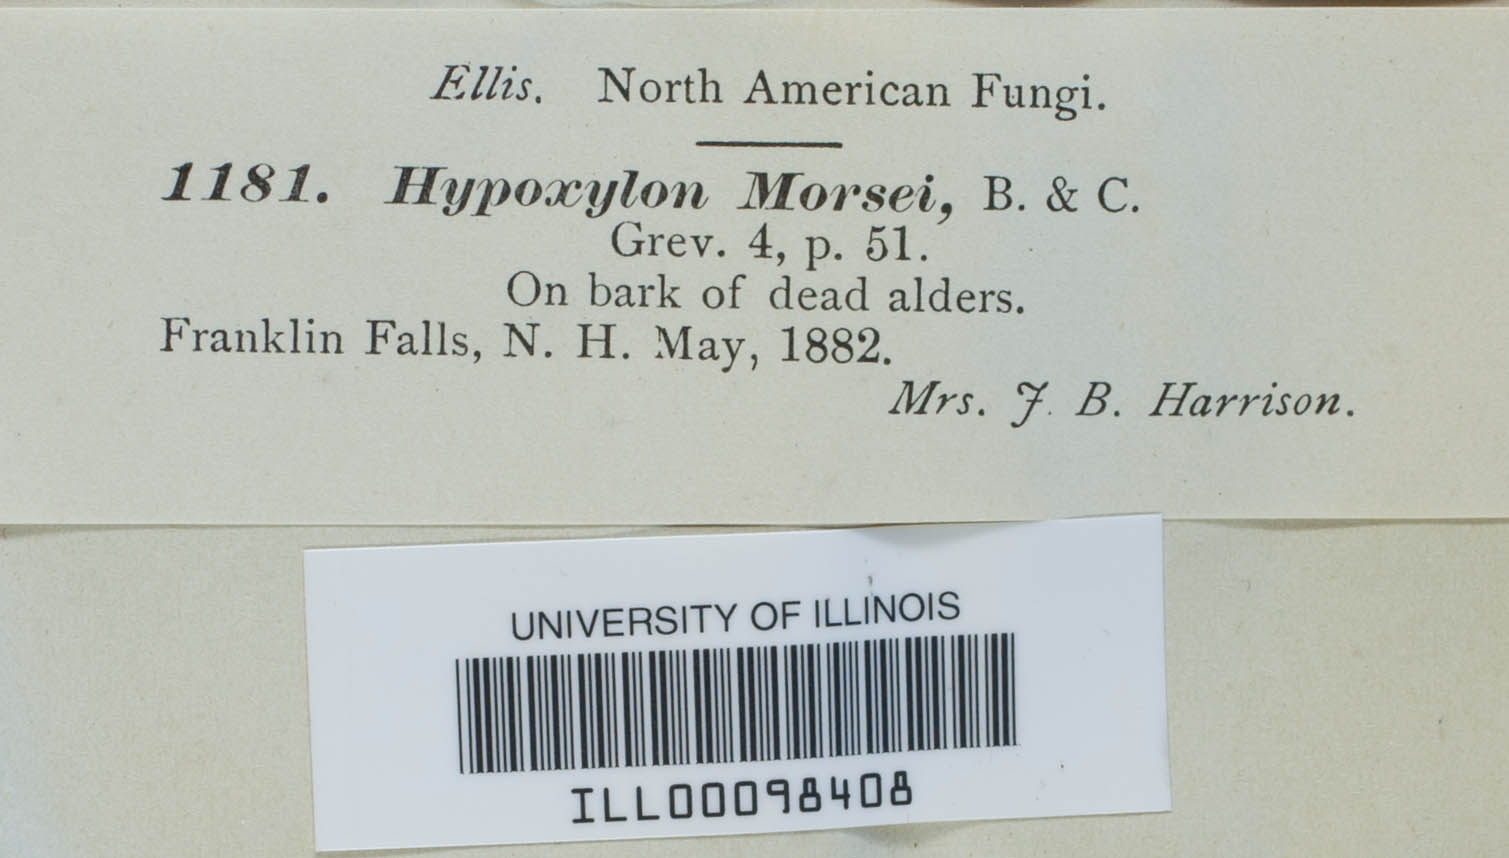 Ellis. North American Fungi.
1181. Hypoxylon Morsei, B. & C.
Grev. 4, p. 51.
On bark of dead alders.
Franklin Falls, N. H. May, 1882.
Mrs. J. B. Harrison.
UNIVERSITY OF ILLINOIS
ILL00098408